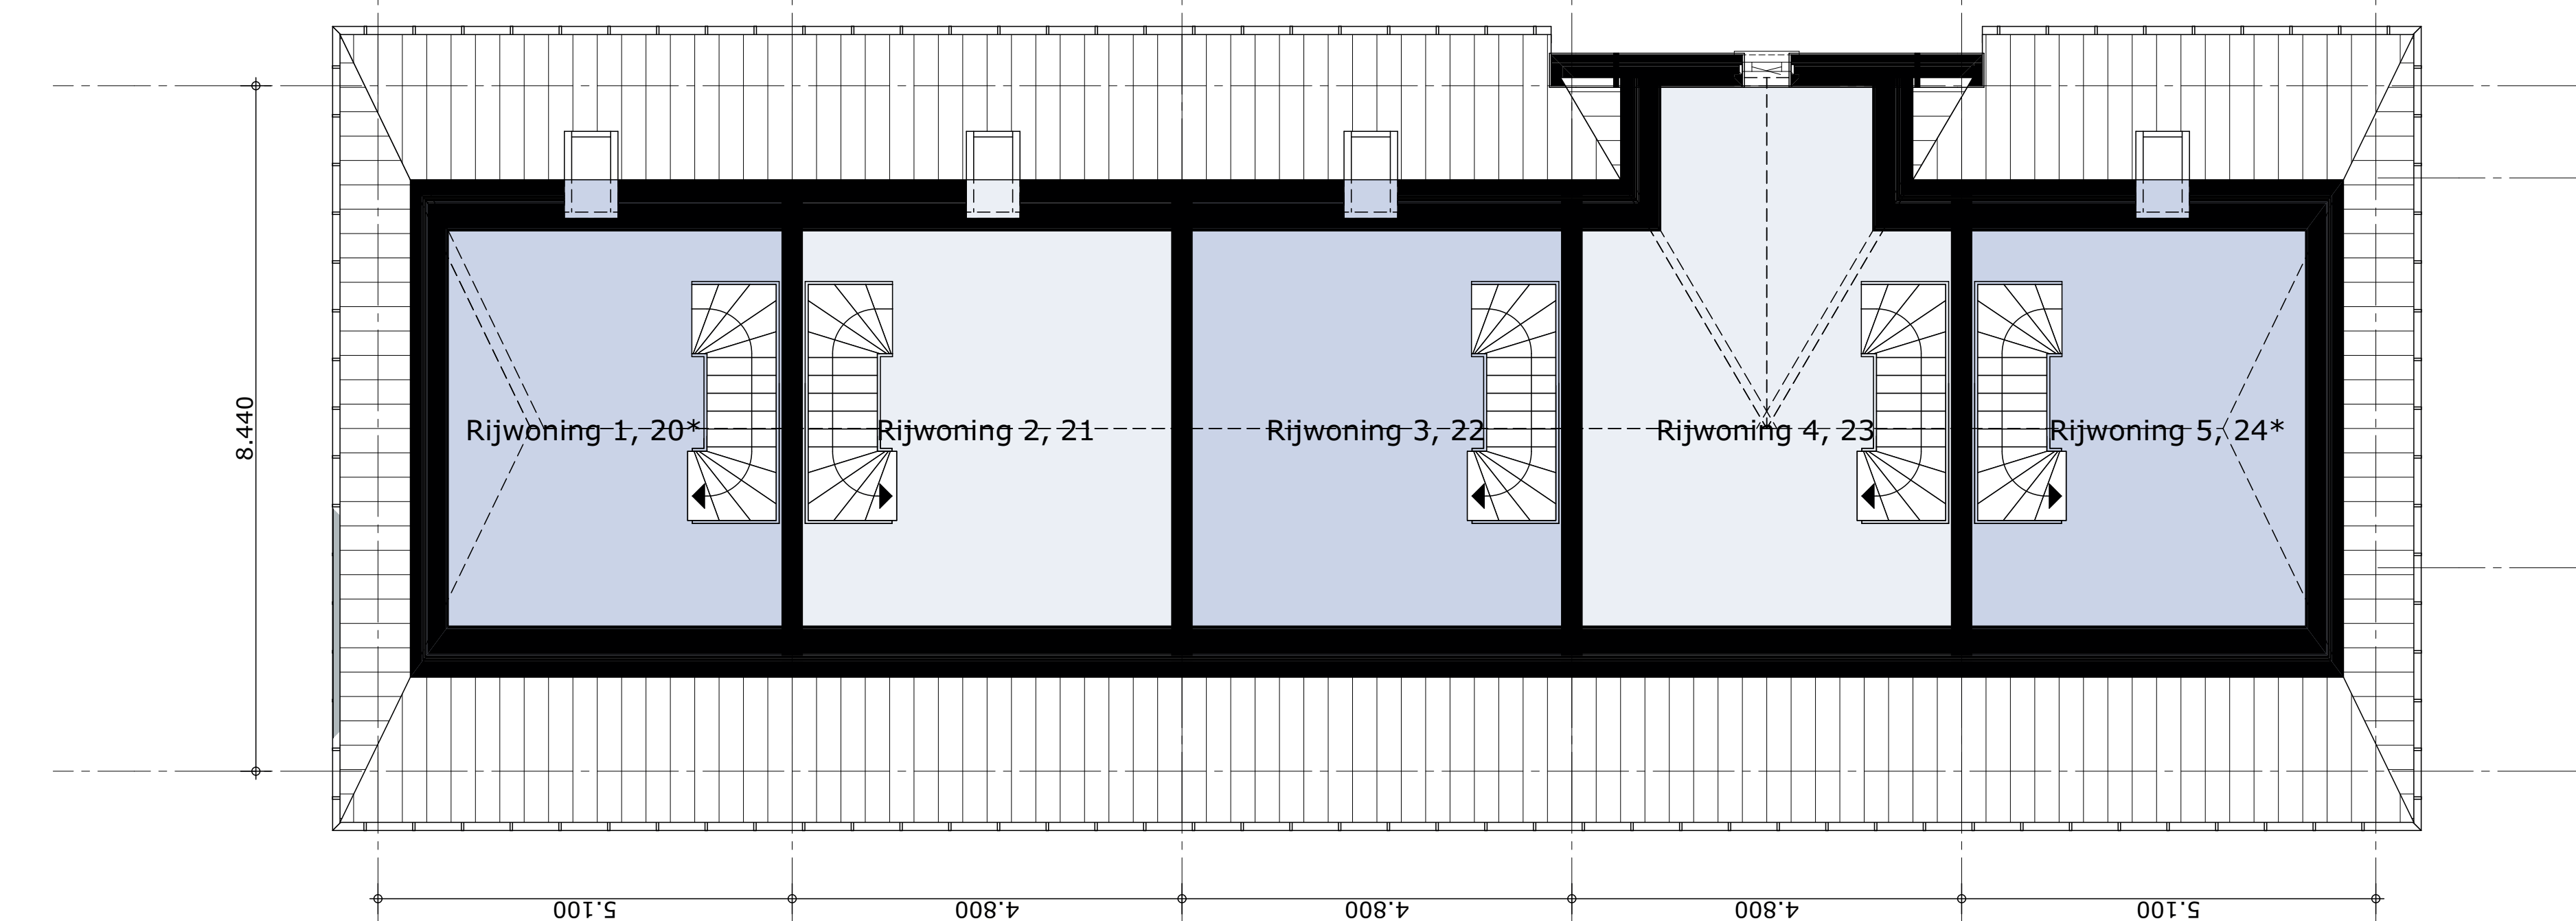 8.440
Rijwoning 1, 20*
Rijwoning 2, 21
Rijwoning 3, 22
Rijwoning 4, 23
Rijwoning 5, 24*
5.100
4.800
4.800
4.800
5.100